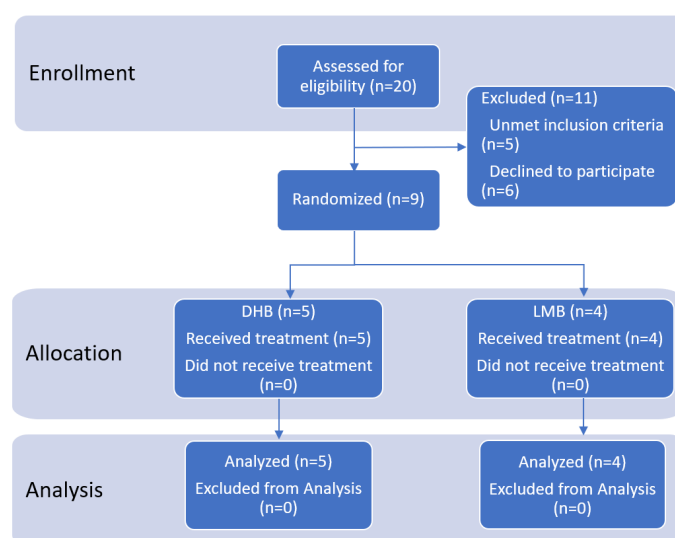 Enrollment
Assessed for
eligibility (n=20)
Excluded (n=11)
Unmet inclusion criteria
(n=5)
Declined to participate
(n=6)
Randomized (n=9)
Allocation
DHB (n=5)
Received treatment (n=5)
Did not receive treatment
(n=0)
LMB (n=4)
Received treatment (n=4)
Did not receive treatment
(n=0)
Analysis
Analyzed (n=5)
Excluded from Analysis
(n=0)
Analyzed (n=4)
Excluded from Analysis
(n=0)